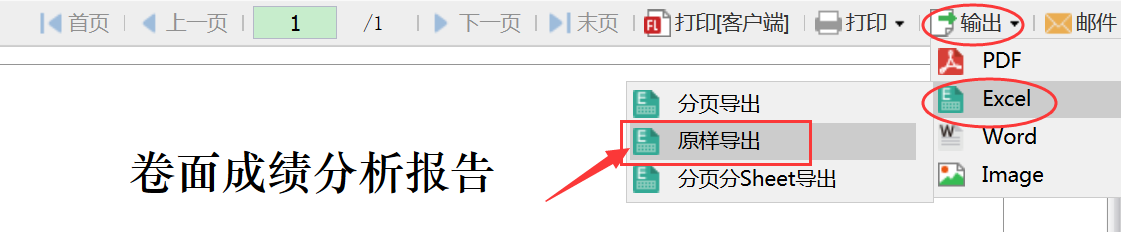 首页 上一页 1 /1 下一页 末页 打印[客户端] 打印 输出 邮件
PDF
分页导出 Excel
原样导出 Word
分页分Sheet导出 Image
卷面成绩分析报告